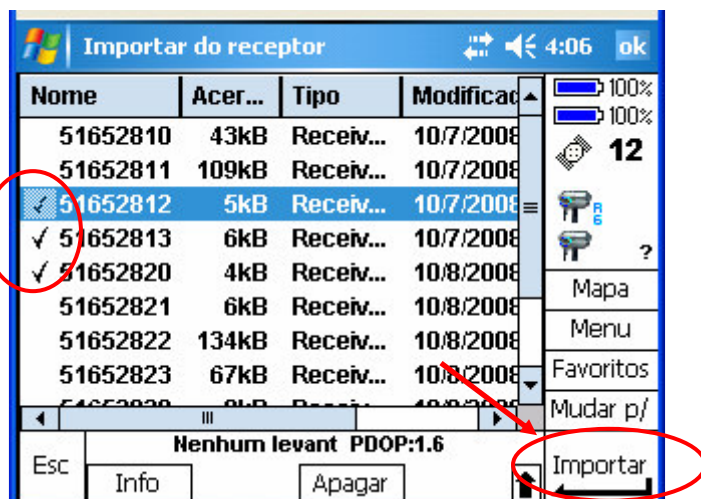 Importar do receptor 4:06 ok
Nome Acer... Tipo Modificad
51652810 43kB Receiv... 10/7/2008
51652811 109kB Receiv... 10/7/2008
51652812 5kB Receiv... 10/7/2008
51652813 6kB Receiv... 10/7/2008
51652820 4kB Receiv... 10/8/2008
51652821 6kB Receiv... 10/8/2008
51652822 134kB Receiv... 10/8/2008
51652823 67kB Receiv... 10/8/2008
100%
100%
12
R
6
?
Mapa
Menu
Favoritos
Mudar p/
Nenhum levant PDOP:1.6
Esc Info Apagar Importar